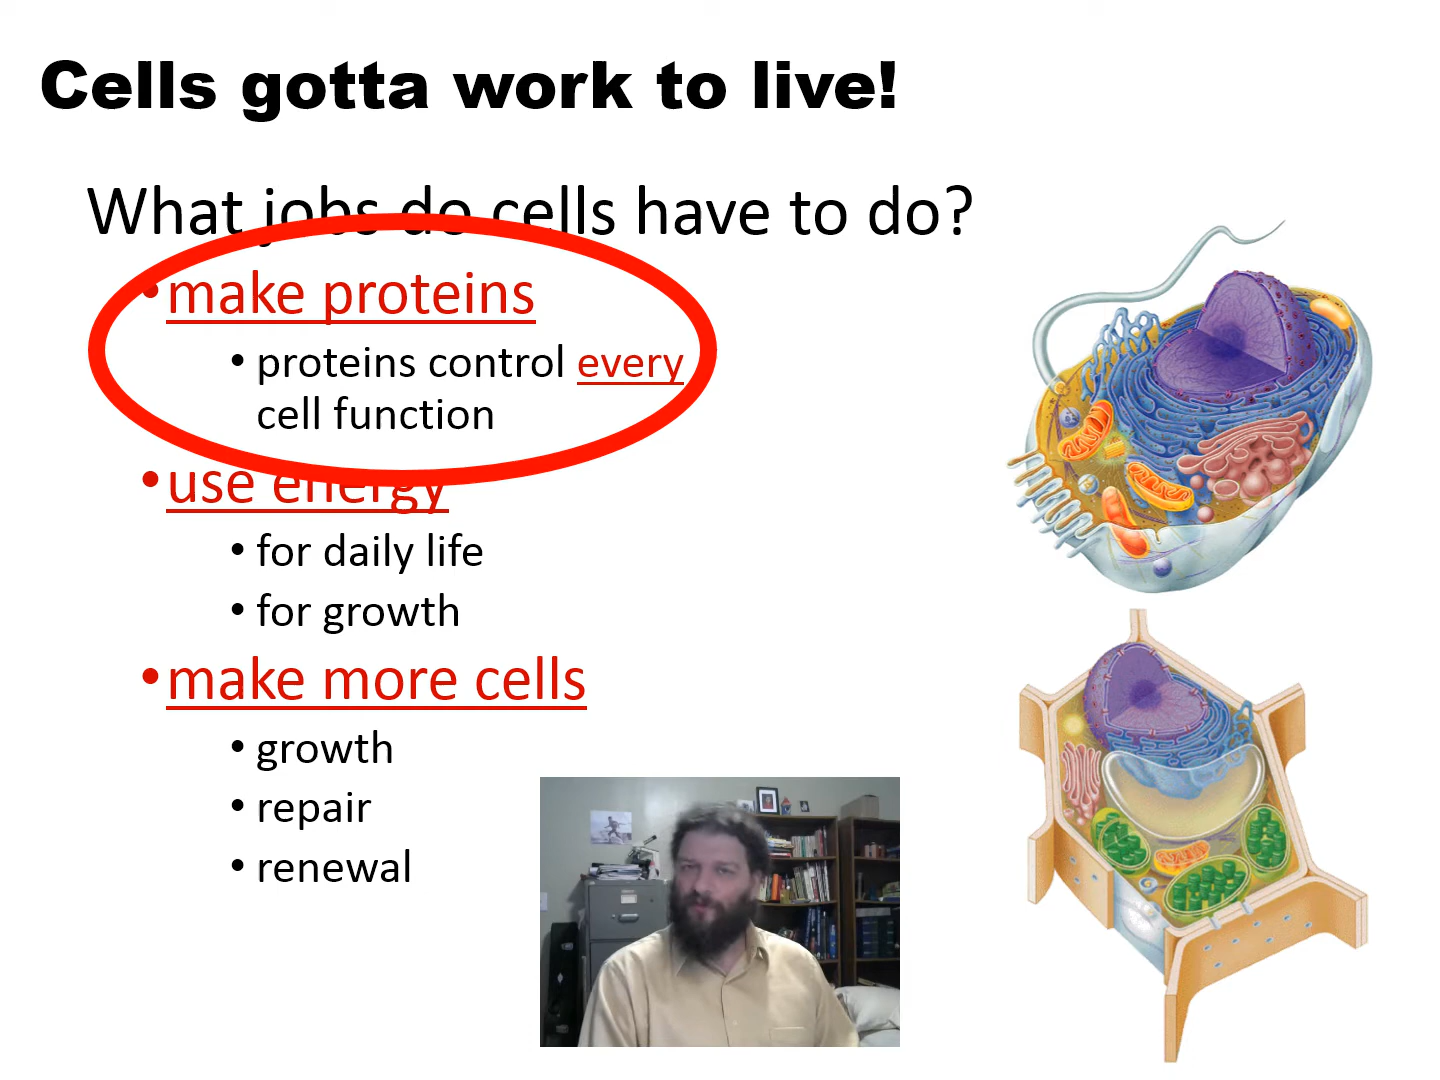 Cells gotta work to live!
What jobs do cells have to do?
• make proteins
• proteins control every
cell function
• use energy
• for daily life
• for growth
• make more cells
• growth
• repair
• renewal